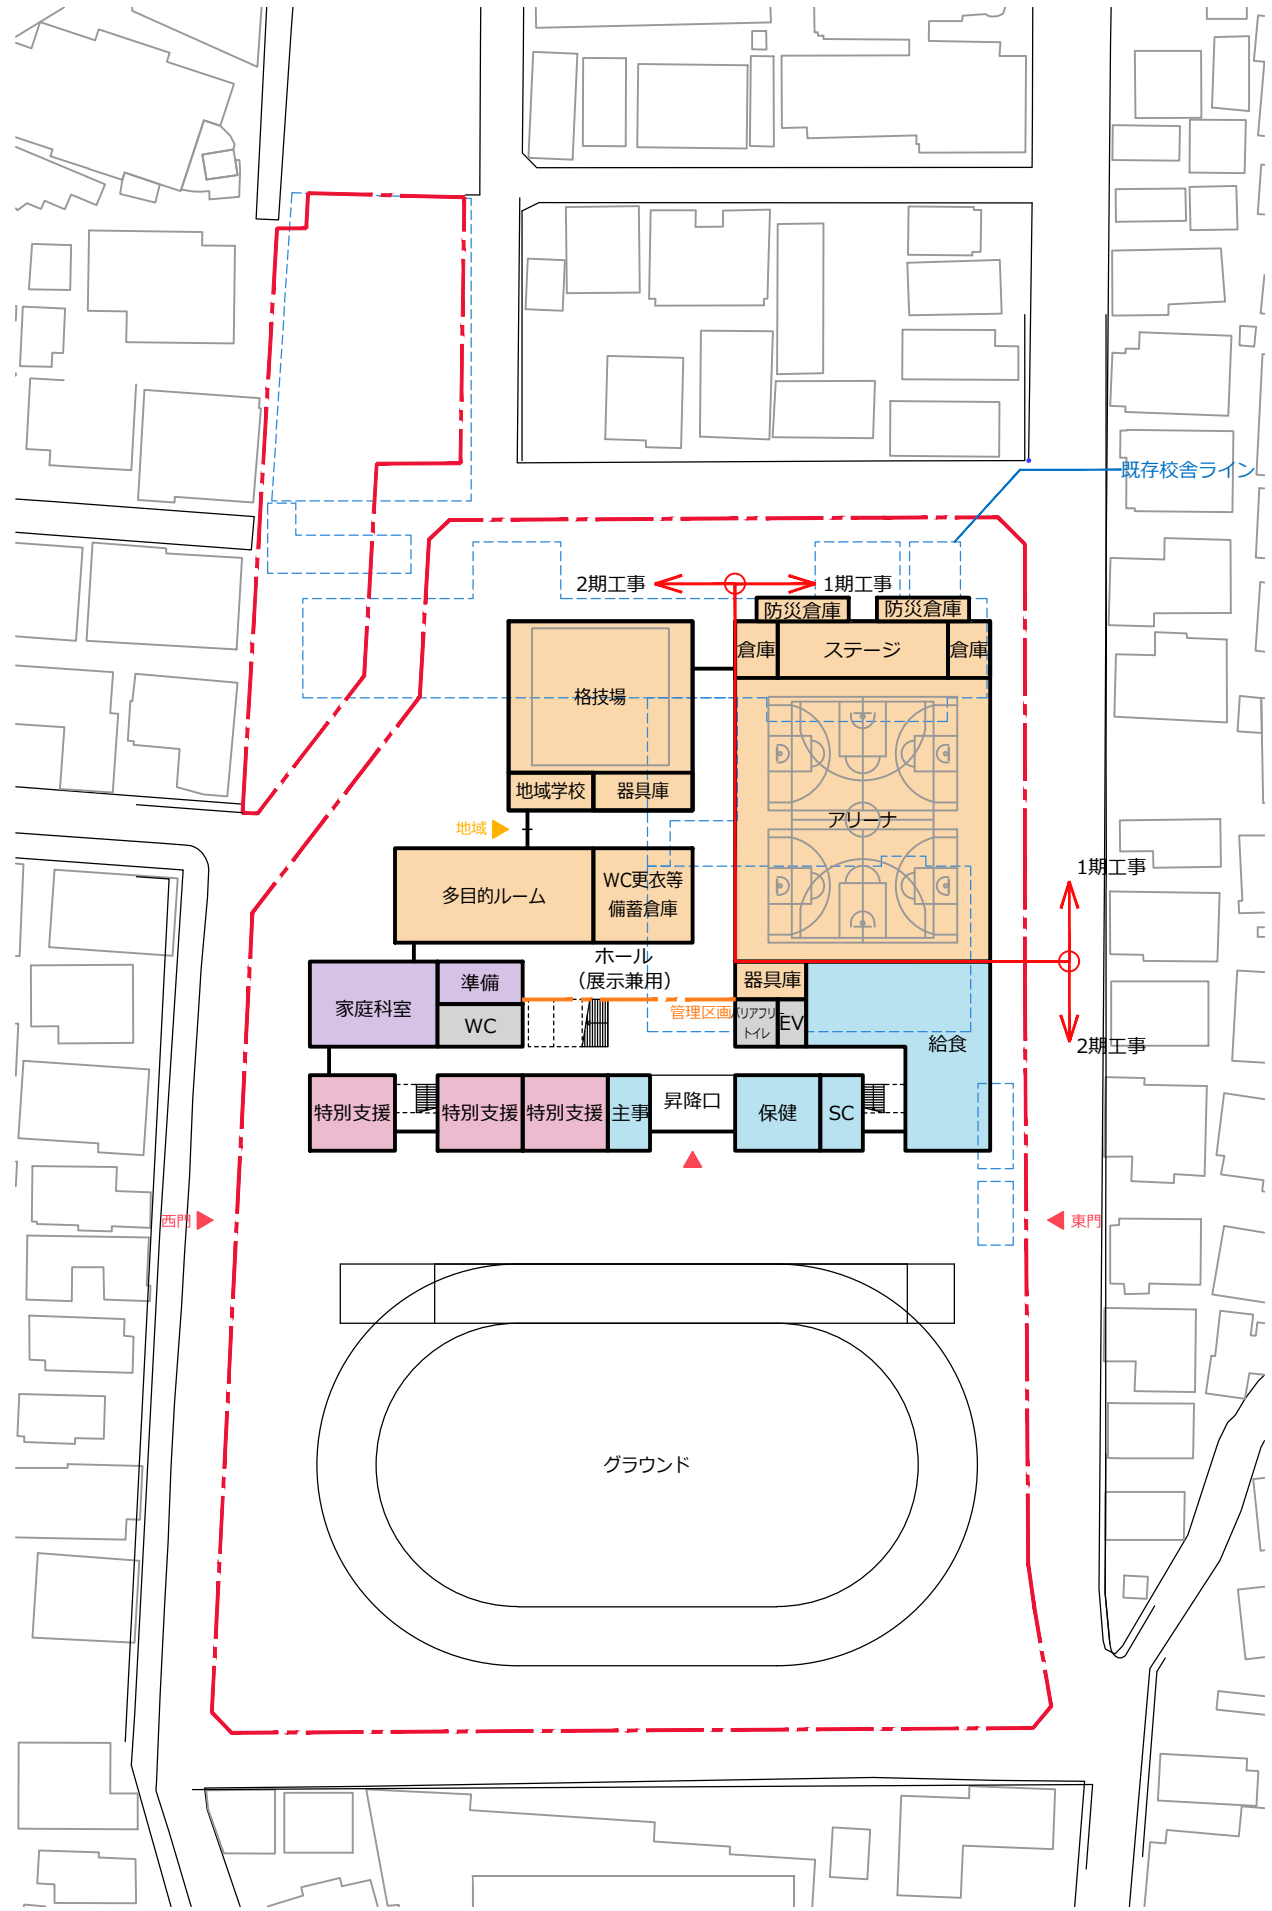 既存校舎ライン
2期工事
1期工事
防災倉庫
防災倉庫
倉庫
ステージ
倉庫
格技場
地域学校
器具庫
アリーナ
地域
1期工事
多目的ルーム
WC更衣等
備蓄倉庫
ホール
(展示兼用)
器具庫
準備
家庭科室
WC
管理区画
バリアフリー
トイレ
EV
給食
2期工事
特別支援
特別支援
特別支援
主事
昇降口
保健
SC
西門
東門
グラウンド